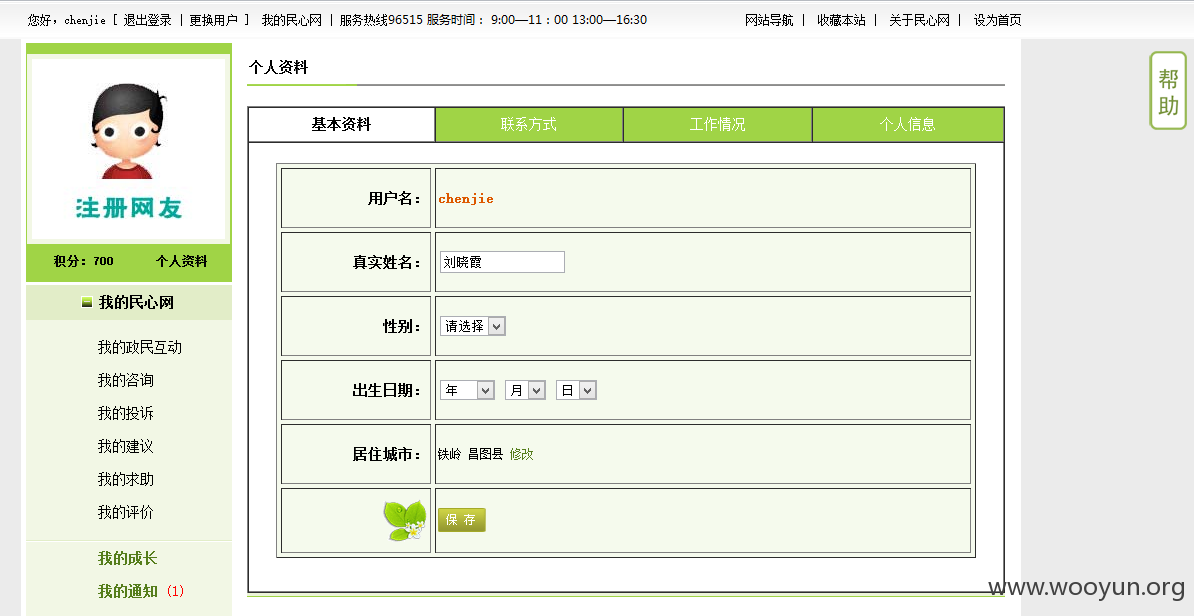 您好，chenjie [ 退出登录 | 更换用户 ] 我的民心网 | 服务热线96515 服务时间： 9:00—11：00 13:00—16:30 网站导航 | 收藏本站 | 关于民心网 | 设为首页
帮助
注册网友
积分：700 个人资料
我的民心网
我的政民互动
我的咨询
我的投诉
我的建议
我的求助
我的评价
我的成长
我的通知 (1)
个人资料
基本资料 联系方式 工作情况 个人信息
用户名： chenjie
真实姓名： 刘晓霞
性别： 请选择
出生日期： 年 月 日
居住城市： 铁岭 昌图县 修改
保 存
www.wooyun.org